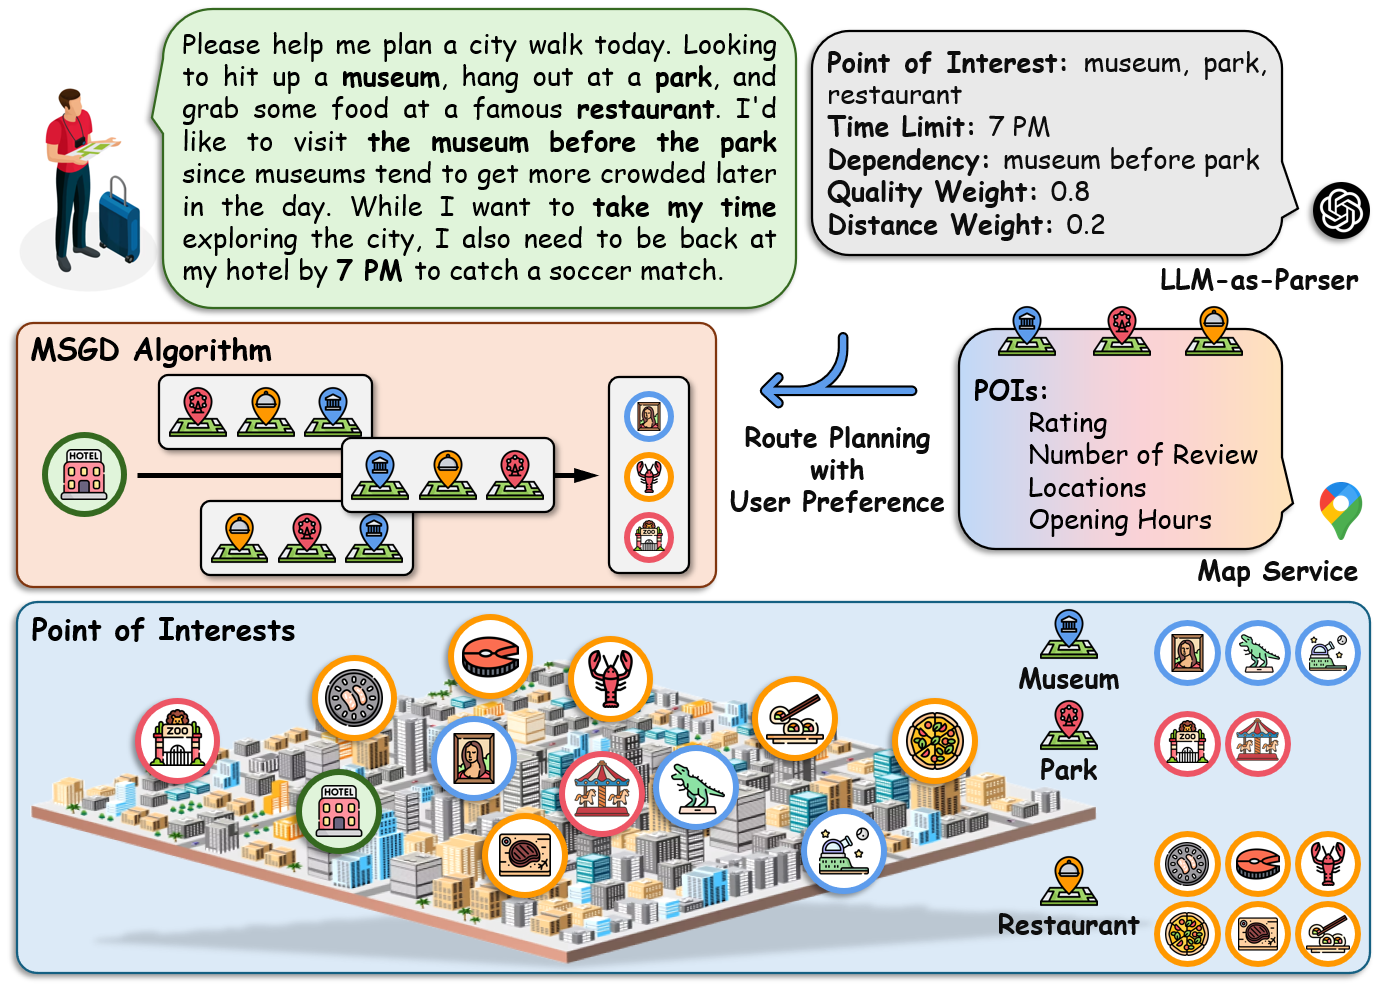 Please help me plan a city walk today. Looking
to hit up a museum, hang out at a park, and
grab some food at a famous restaurant. I'd
like to visit the museum before the park
since museums tend to get more crowded later
in the day. While I want to take my time
exploring the city, I also need to be back at
my hotel by 7 PM to catch a soccer match.
Point of Interest: museum, park,
restaurant
Time Limit: 7 PM
Dependency: museum before park
Quality Weight: 0.8
Distance Weight: 0.2
LLM-as-Parser
MSGD Algorithm
HOTEL
ZOO
Route Planning
with
User Preference
POIs:
Rating
Number of Review
Locations
Opening Hours
Map Service
Point of Interests
ZOO
HOTEL
Museum
Park
ZOO
Restaurant